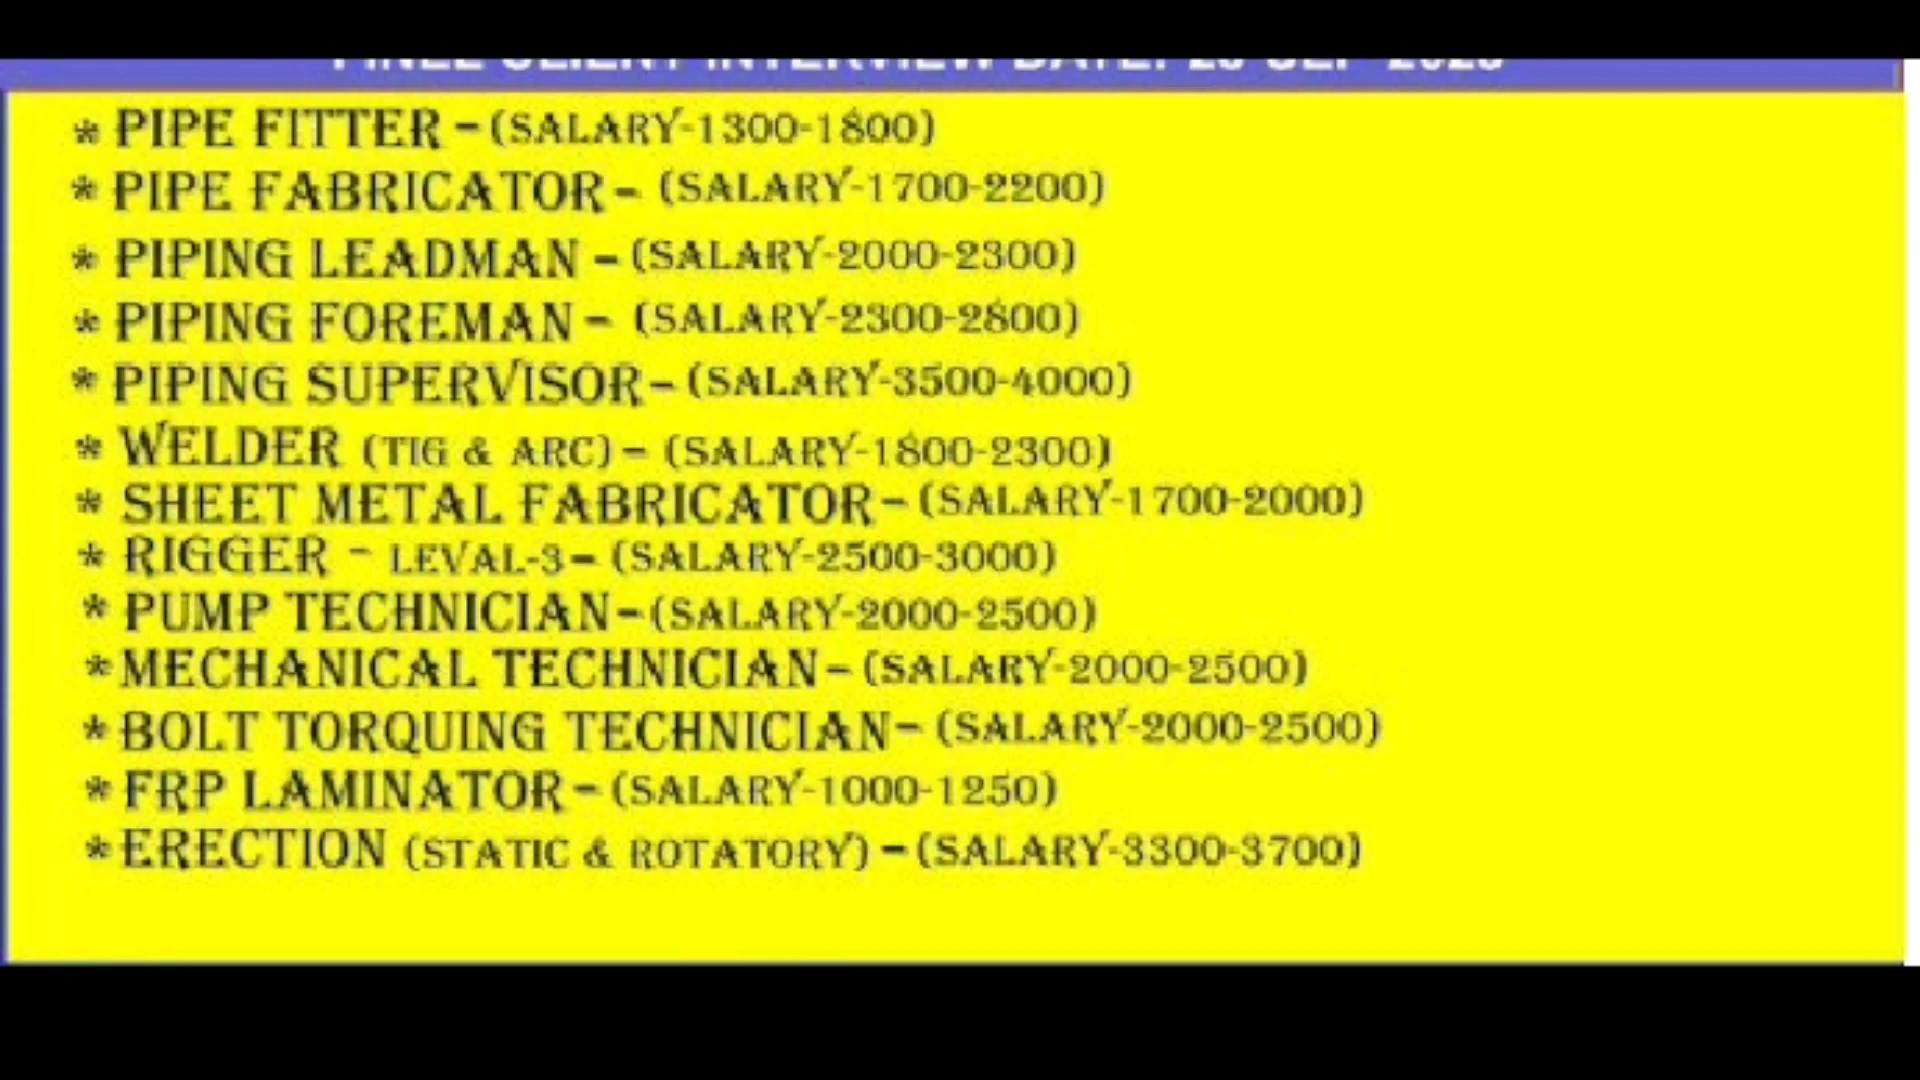 CLIENT INTERVIEW DATE:
* PIPE FITTER - (SALARY-1300-1800)
* PIPE FABRICATOR - (SALARY-1700-2200)
* PIPING LEADMAN - (SALARY-2000-2300)
* PIPING FOREMAN - (SALARY-2300-2800)
* PIPING SUPERVISOR - (SALARY-3500-4000)
* WELDER (TIG & ARC) - (SALARY-1800-2300)
* SHEET METAL FABRICATOR - (SALARY-1700-2000)
* RIGGER - LEVAL-3 - (SALARY-2500-3000)
* PUMP TECHNICIAN - (SALARY-2000-2500)
* MECHANICAL TECHNICIAN - (SALARY-2000-2500)
* BOLT TORQUING TECHNICIAN - (SALARY-2000-2500)
* FRP LAMINATOR - (SALARY-1000-1250)
* ERECTION (STATIC & ROTATORY) - (SALARY-3300-3700)